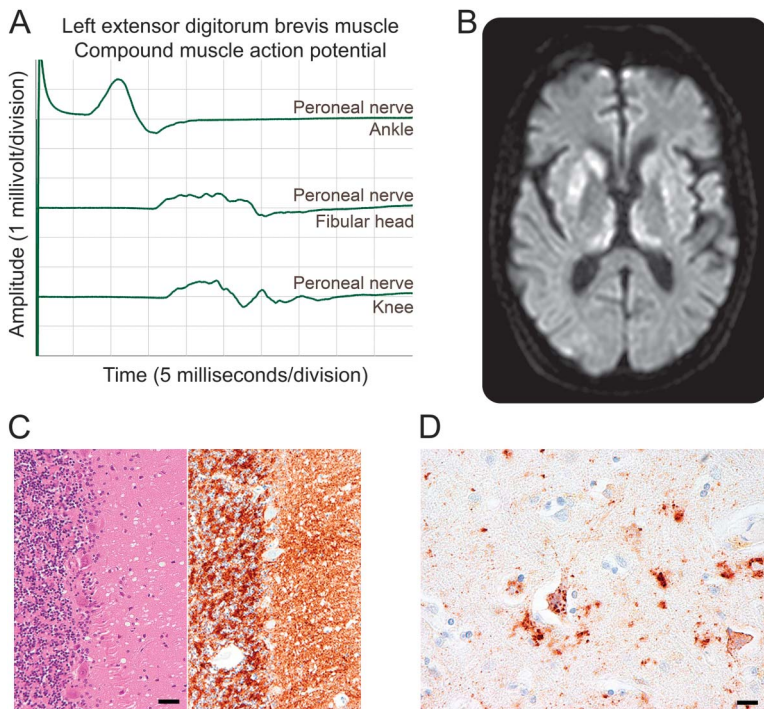 A
Left extensor digitorum brevis muscle
Compound muscle action potential
Amplitude (1 millivolt/division)
Peroneal nerve
Ankle
Peroneal nerve
Fibular head
Peroneal nerve
Knee
Time (5 milliseconds/division)
B
C
D